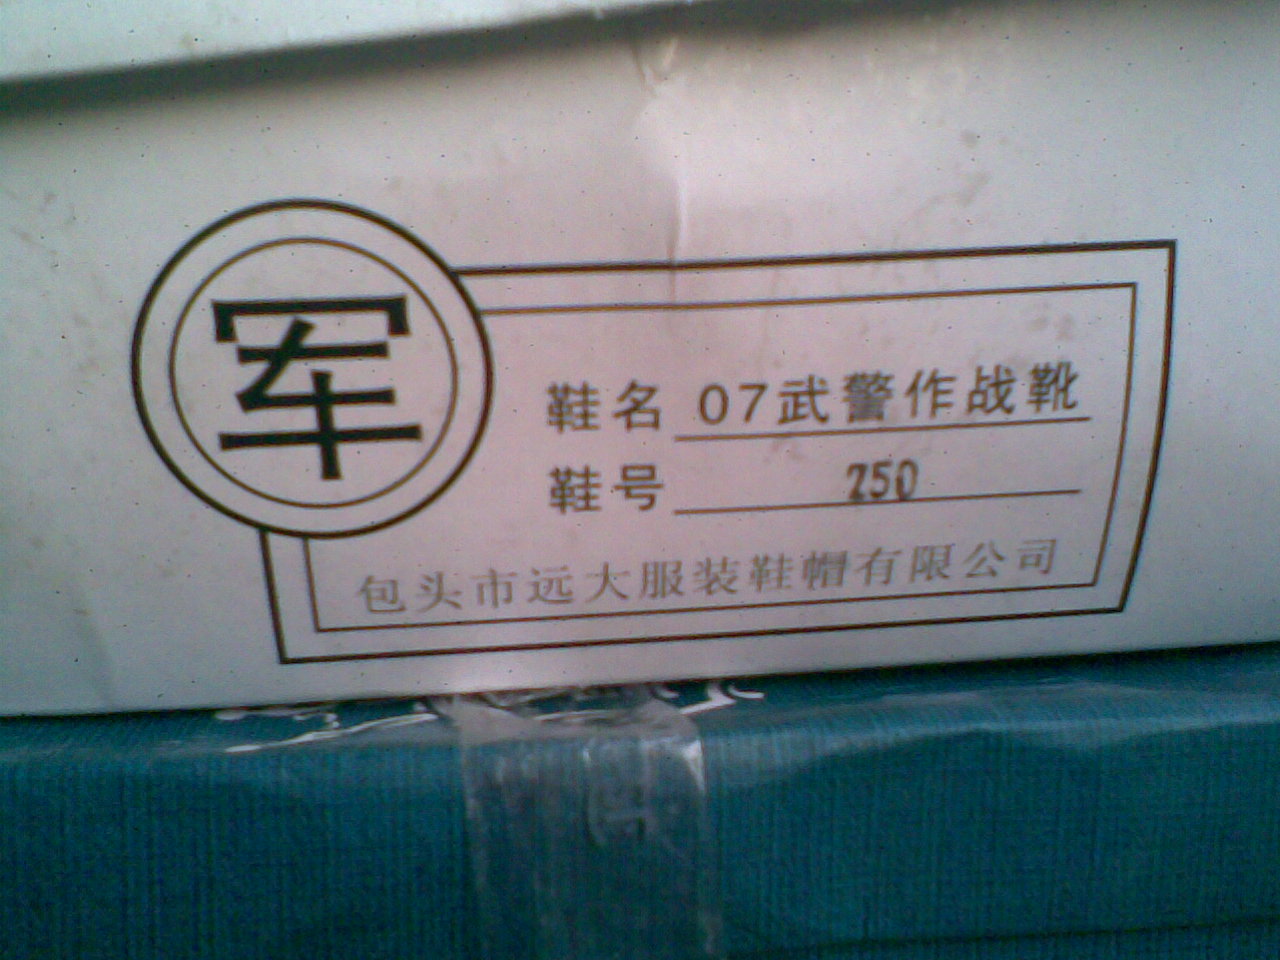 军
鞋名 07武警作战靴
鞋号 250
包头市远大服装鞋帽有限公司